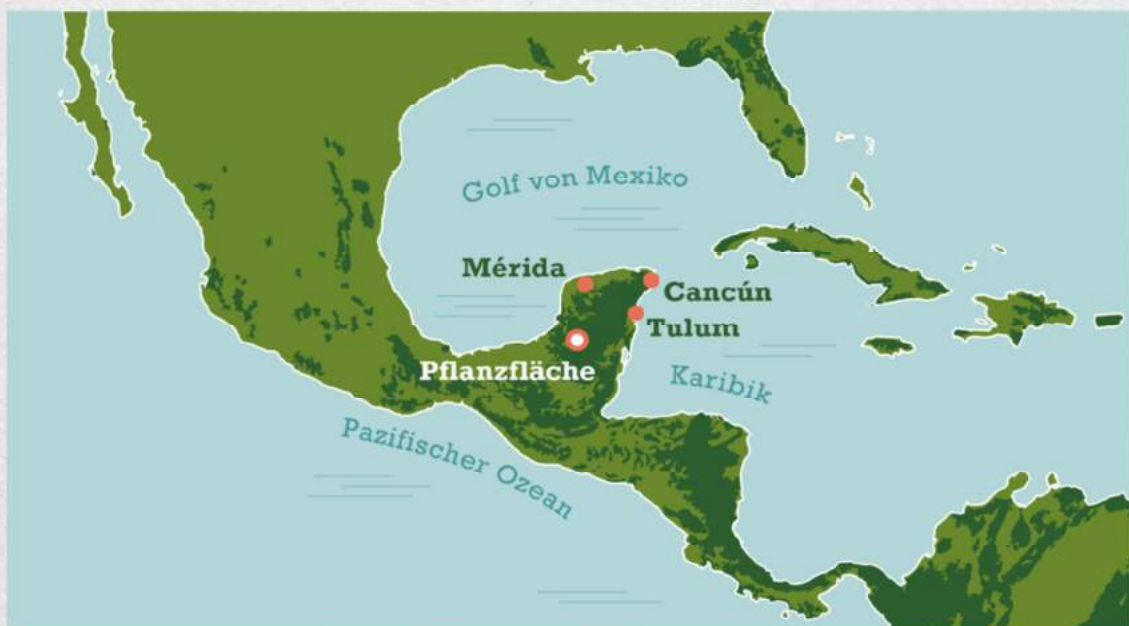 Golf von Mexiko
Mérida
Cancún
Tulum
Pflanzfläche
Karibik
Pazifischer Ozean